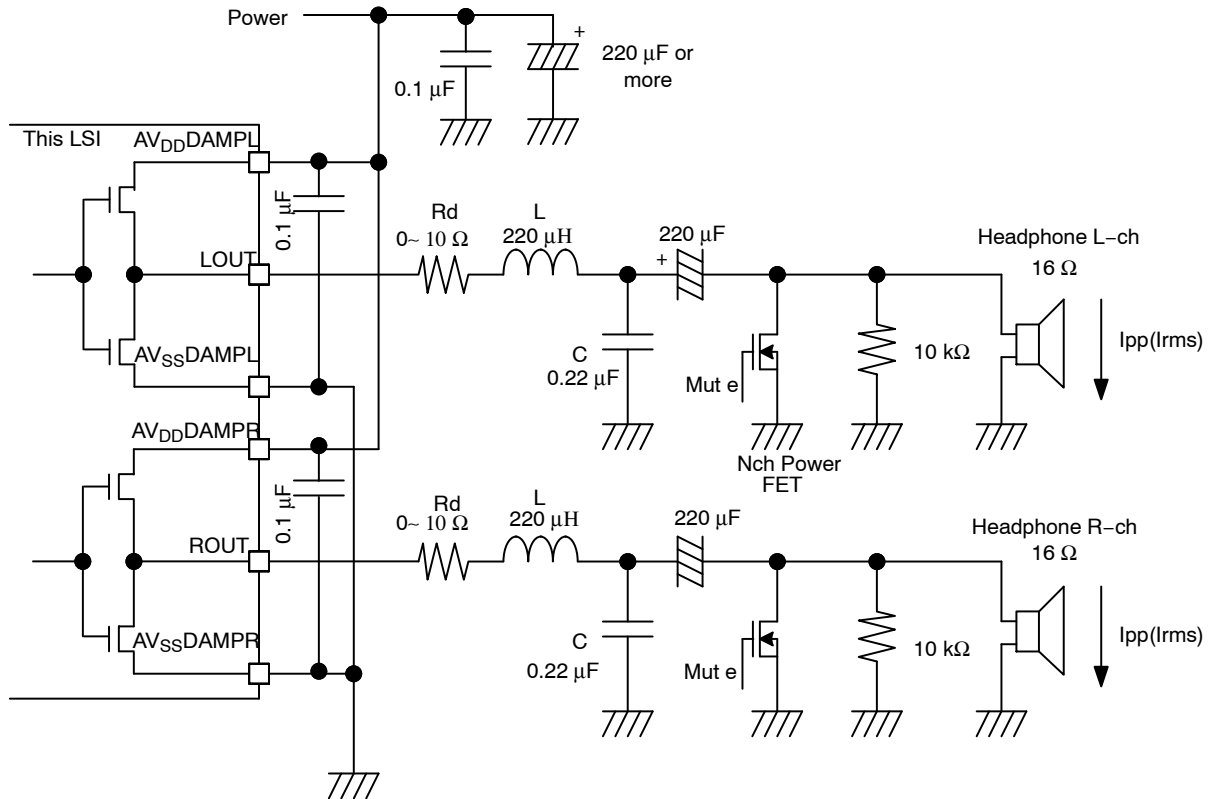 Power
+
220 μF or
more
0.1 μF
This LSI
AVDDDAMPL
0.1 μF
LOUT
Rd
0~ 10 Ω
L
220 μH
220 μF
+
Headphone L−ch
16 Ω
AVSSDAMPL
C
0.22 μF
Mut e
10 kΩ
Ipp(Irms)
Nch Power
FET
AVDDDAMPR
0.1 μF
ROUT
Rd
0~ 10 Ω
L
220 μH
220 μF
Headphone R−ch
16 Ω
AVSSDAMPR
C
0.22 μF
Mut e
10 kΩ
Ipp(Irms)